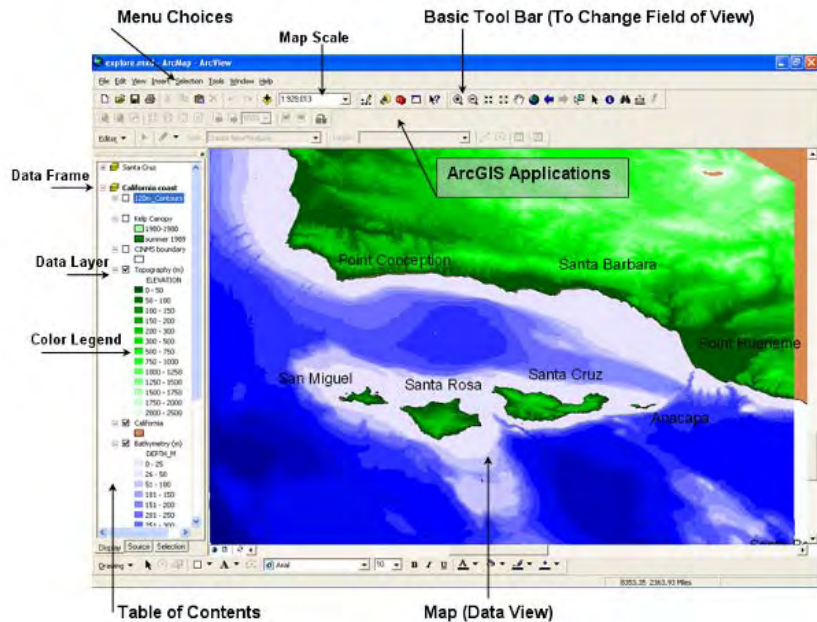 Menu Choices
Basic Tool Bar (To Change Field of View)
Map Scale
explore.mxd - ArcMap - ArcView
File Edit View Insert Selection Tools Window Help
Editor
Create New Feature
ArcGIS Applications
Data Frame
Data Layer
Color Legend
Santa Cruz
California coast
120m_Contours
Kelp Canopy
1980-1988
summer 1989
CINMS boundary
Topography (m)
ELEVATION
0 - 50
50 - 100
100 - 150
150 - 200
200 - 300
300 - 500
500 - 750
750 - 1000
1000 - 1250
1250 - 1500
1500 - 1750
1750 - 2000
2000 - 2500
California
Bathymetry (m)
DEPTH_M
0 - 25
26 - 50
51 - 100
101 - 150
151 - 200
201 - 250
251 - 300
Point Conception
Santa Barbara
Point Hueneme
San Miguel
Santa Rosa
Santa Cruz
Anacapa
Display Source Selection
Drawing
Arial
10
B I U A
8353.35 2363.93 Miles
Table of Contents
Map (Data View)